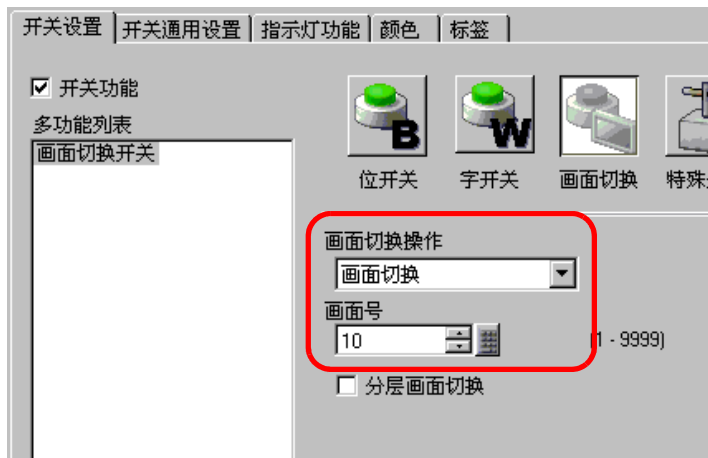 开关设置 开关通用设置 指示灯功能 颜色 标签
开关功能
多功能列表
画面切换开关
B W
位开关 字开关 画面切换 特殊
画面切换操作
画面切换
画面号
10
(1 - 9999)
分层画面切换